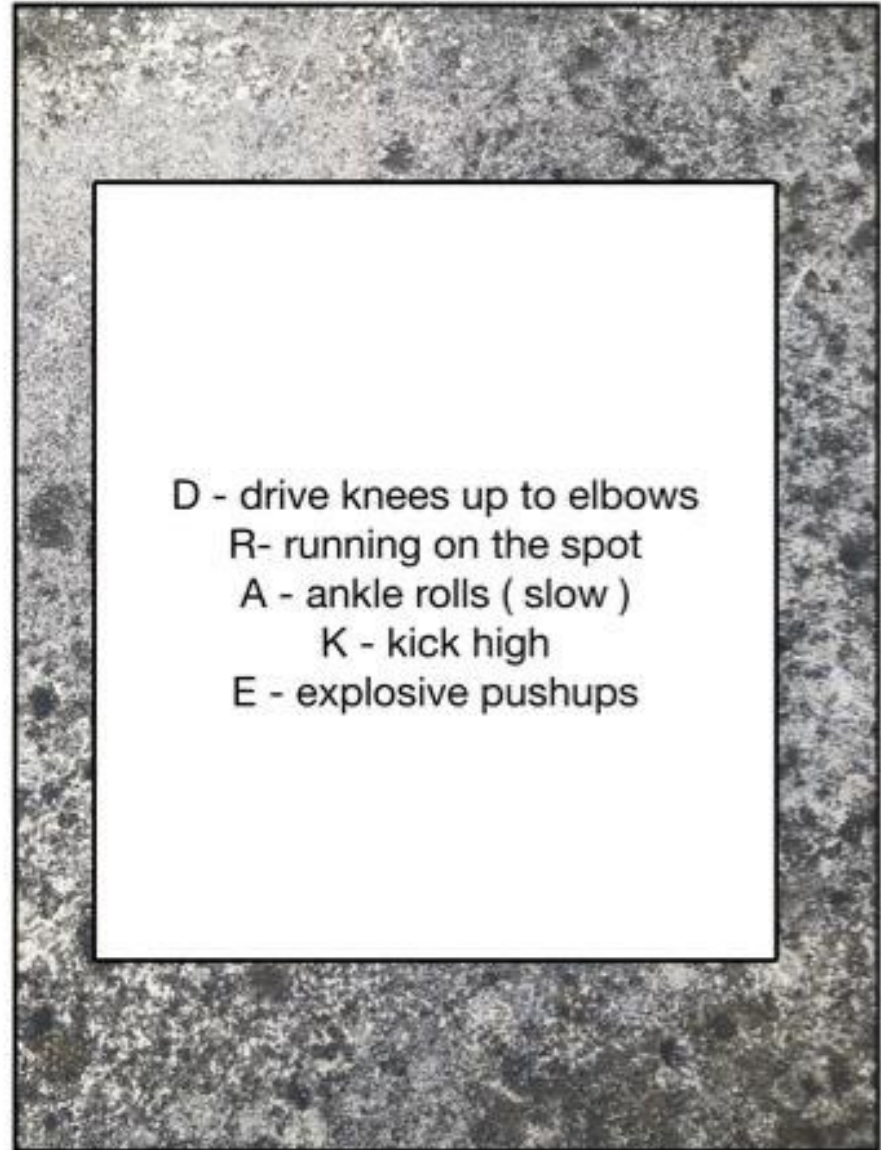 D - drive knees up to elbows
R- running on the spot
A - ankle rolls ( slow )
K - kick high
E - explosive pushups